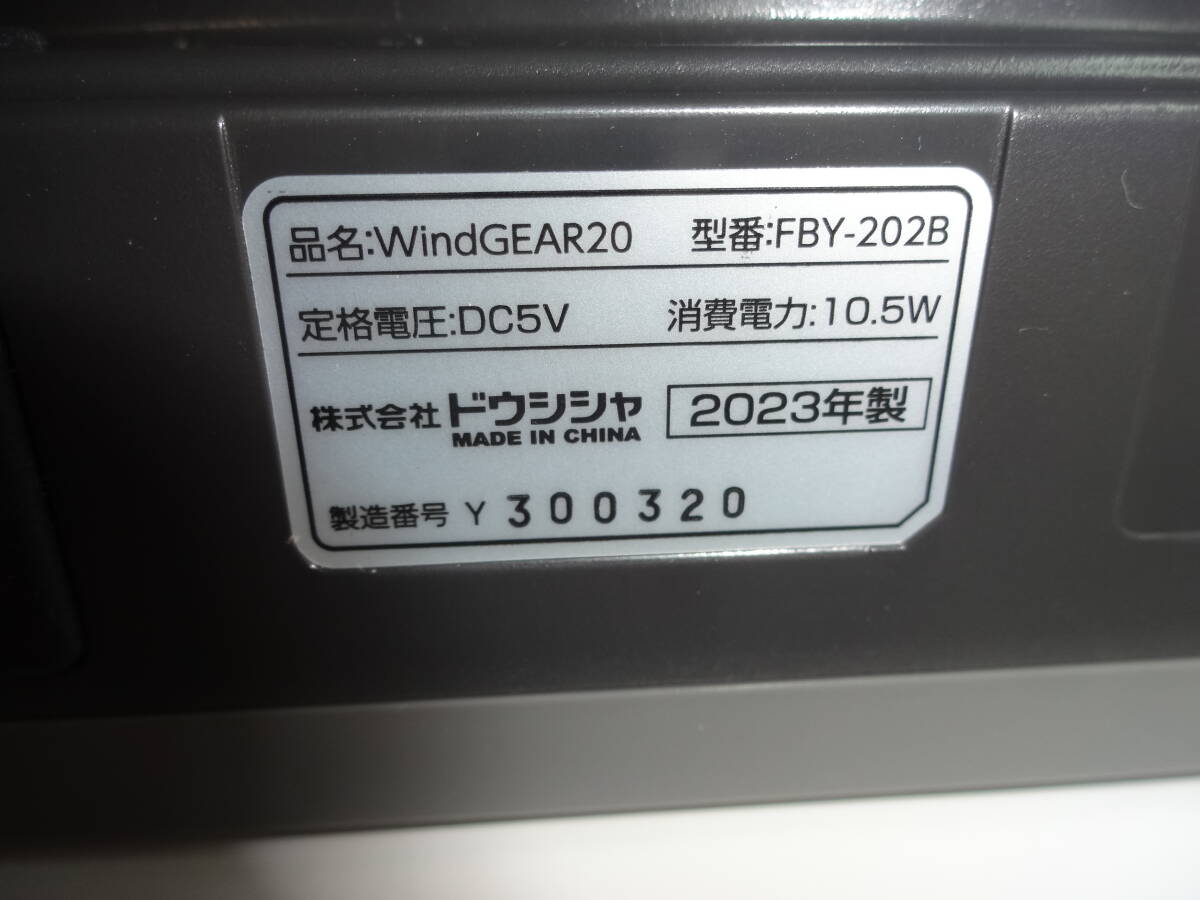 品名:WindGEAR20 型番:FBY-202B
定格電圧:DC5V 消費電力:10.5W
株式会社 ドウシシャ 2023年製
MADE IN CHINA
製造番号 Y 300320